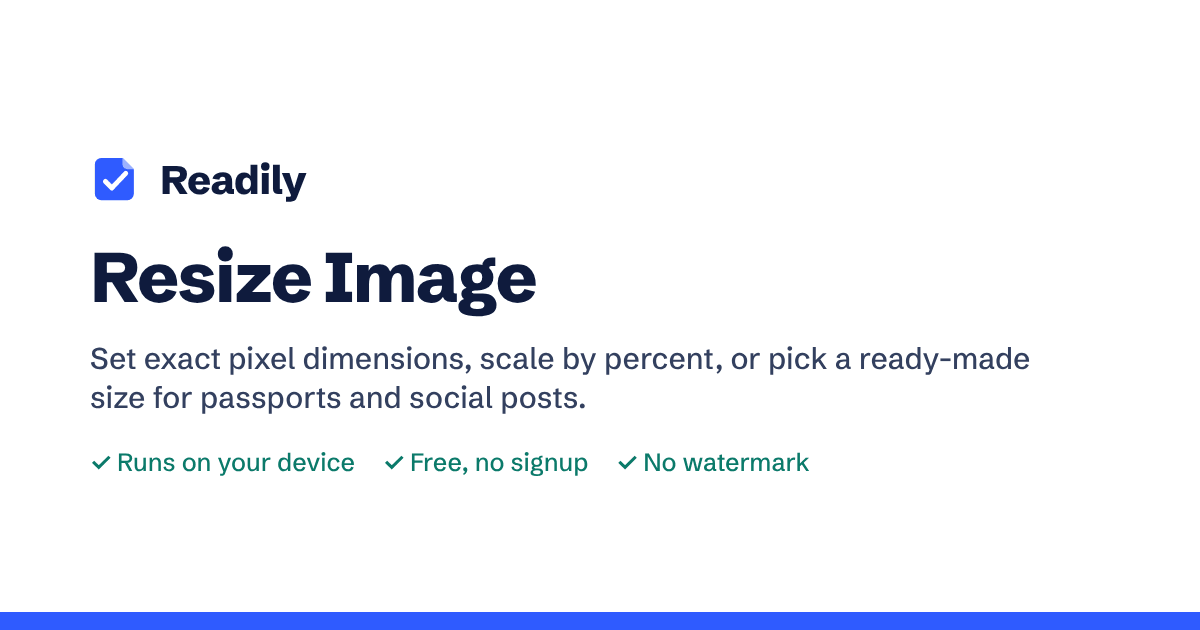 Readily
Resize Image
Set exact pixel dimensions, scale by percent, or pick a ready-made
size for passports and social posts.
✓ Runs on your device ✓ Free, no signup ✓ No watermark